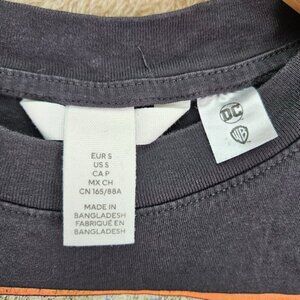 EUR S
US S
CA P
MX CH
CN 165/88A
MADE IN
BANGLADESH
FABRIQUÉ EN
BANGLADESH
DC
WB